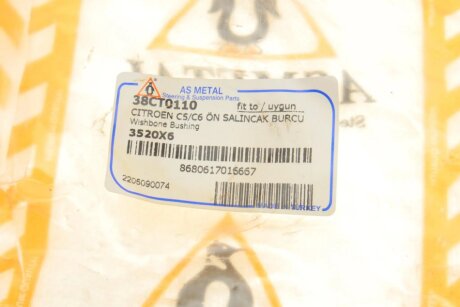 AS METAL
Steering & Suspension Parts
38CT0110 fit to / uygun
CITROEN C5/C6 ÖN SALINCAK BURCU
Wishbone Bushing
3520X6
8680617016667
2206090074
MADE IN TURKEY